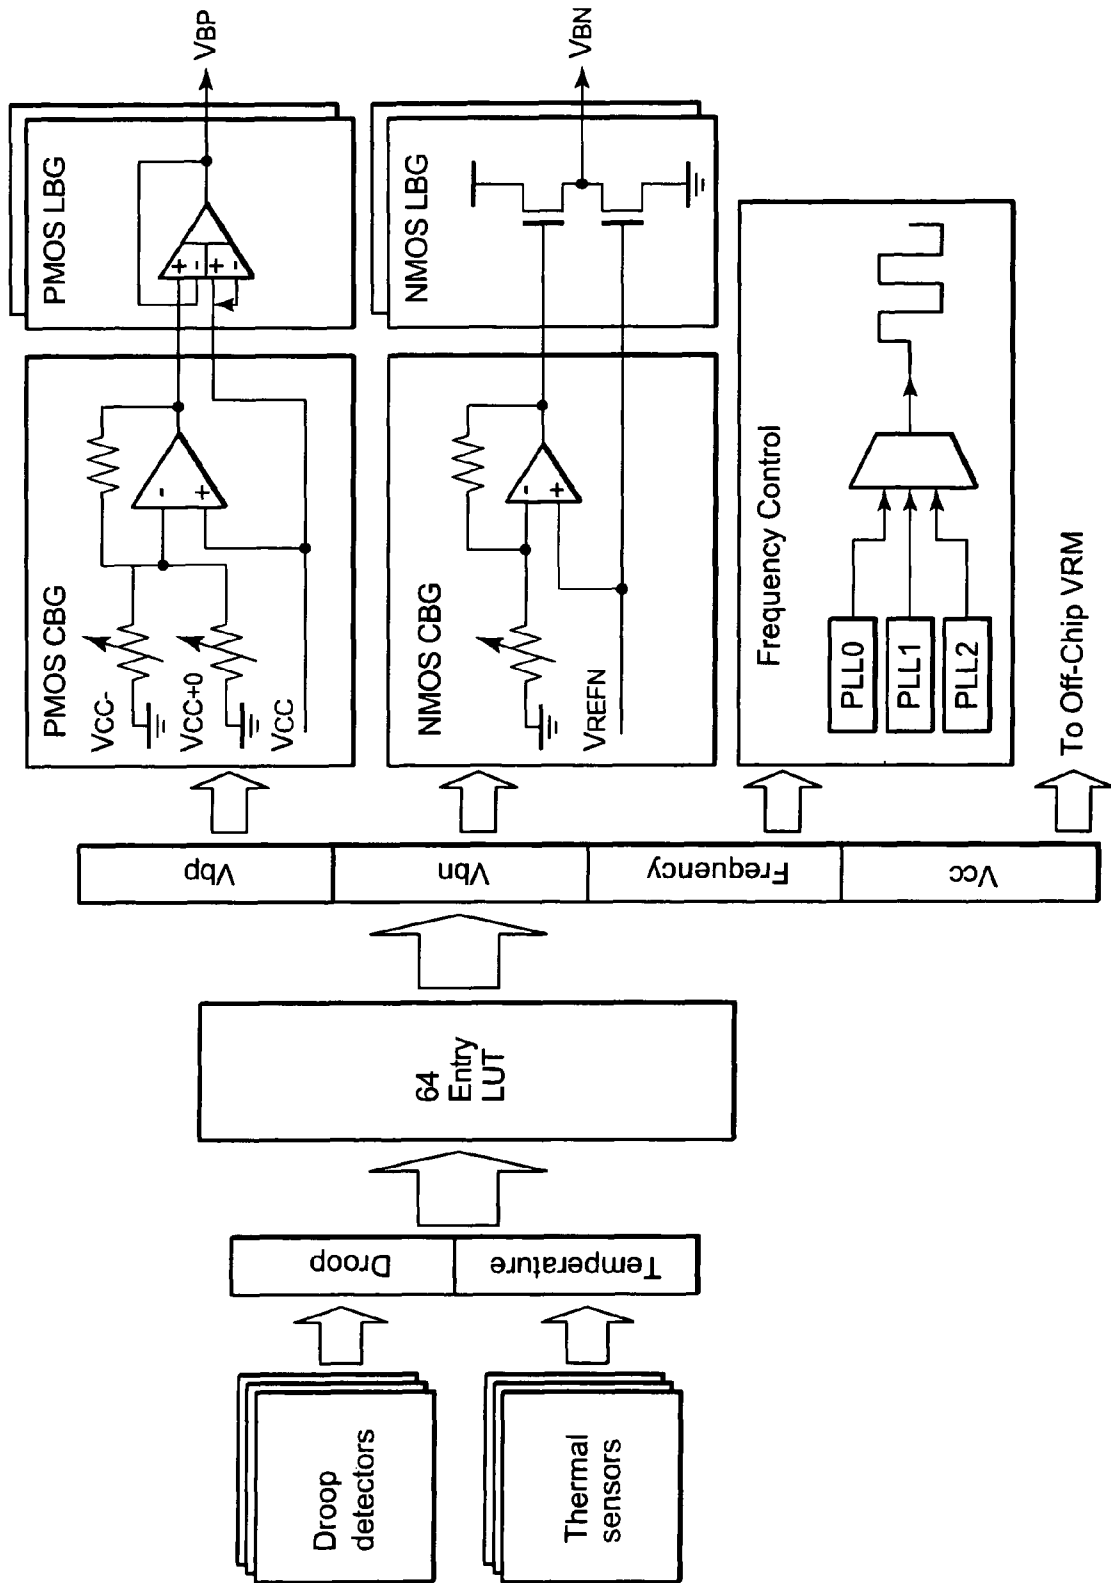 Droop
detectors
Thermal
sensors
Droop
Temperature
64
Entry
LUT
Vbp
Vbn
Frequency
Vcc
PMOS CBG
VCC-
VCC+0
VCC
-
+
PMOS LBG
+
-
+
-
VBP
NMOS CBG
VREFN
-
+
NMOS LBG
VBN
Frequency Control
PLL0
PLL1
PLL2
To Off-Chip VRM